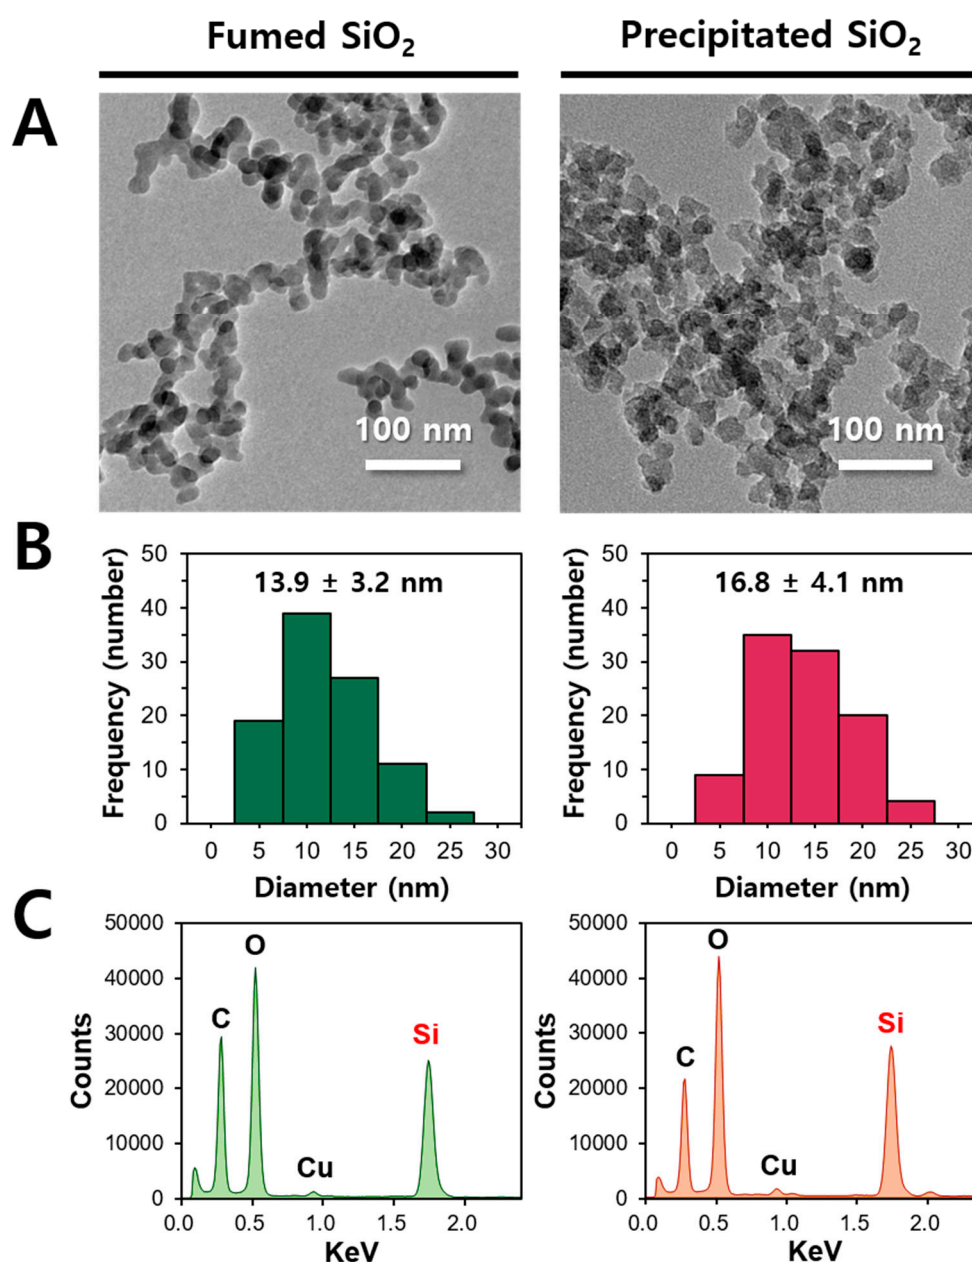 Fumed SiO₂
Precipitated SiO₂
A
100 nm
100 nm
B
Frequency (number)
50
40
30
20
10
0
13.9 ± 3.2 nm
0 5 10 15 20 25 30
Diameter (nm)
Frequency (number)
50
40
30
20
10
0
16.8 ± 4.1 nm
0 5 10 15 20 25 30
Diameter (nm)
C
Counts
50000
40000
30000
20000
10000
0
C
O
Cu
Si
0.0 0.5 1.0 1.5 2.0
KeV
Counts
50000
40000
30000
20000
10000
0
C
O
Cu
Si
0.0 0.5 1.0 1.5 2.0
KeV